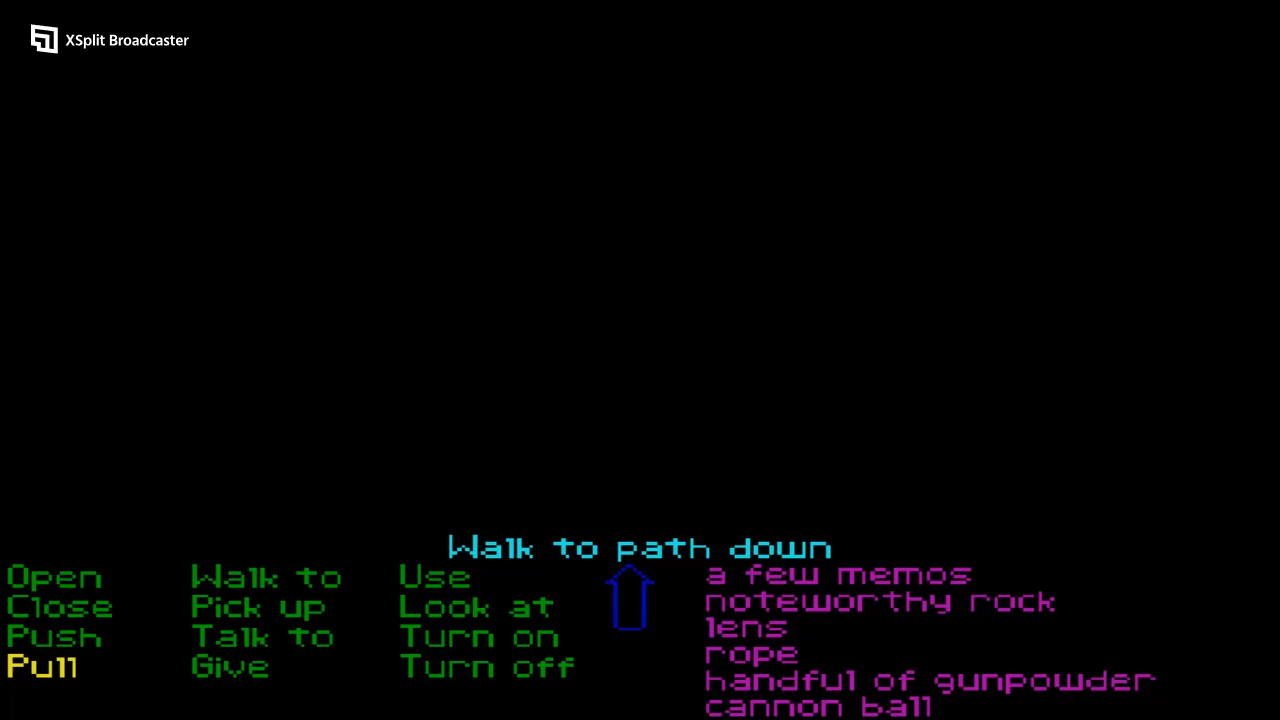 XSplit Broadcaster
Walk to path down
Open Walk to Use
Close Pick up Look at
Push Talk to Turn on
Pull Give Turn off
a few memos
noteworthy rock
lens
rope
handful of gunpowder
cannon ball